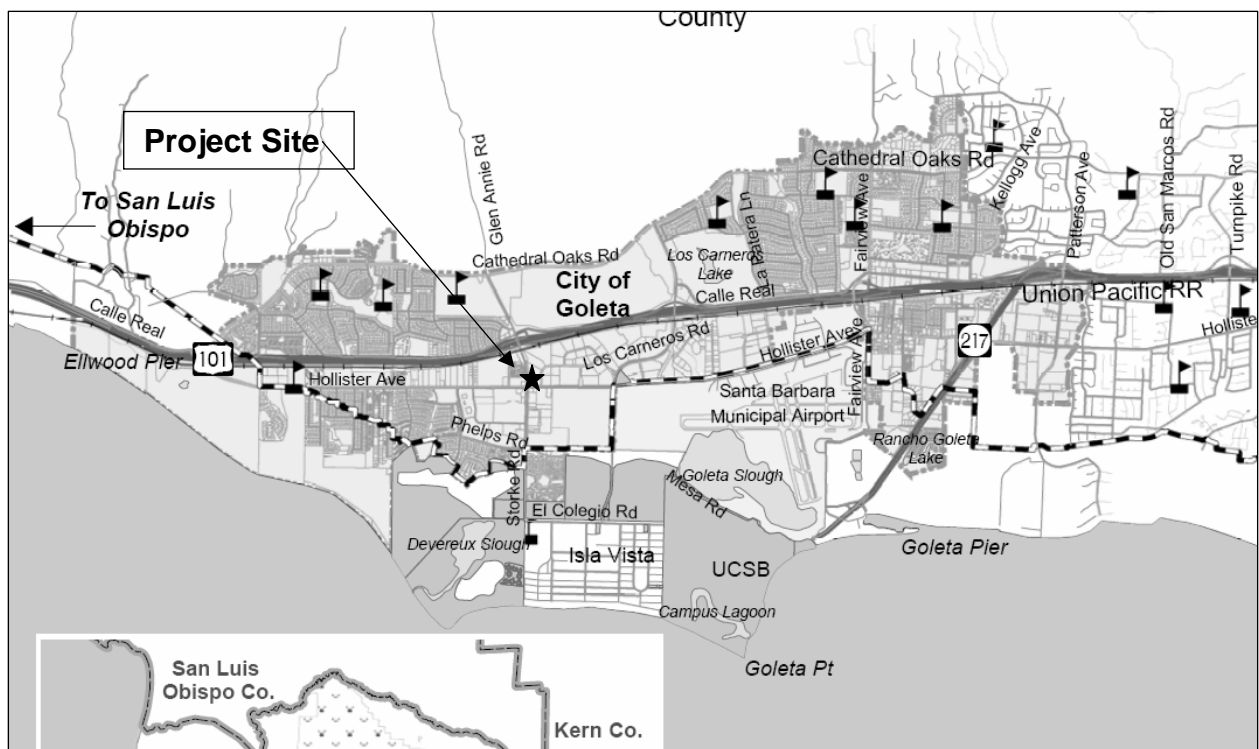 County
Project Site
To San Luis
Obispo
Glen Annie Rd
Cathedral Oaks Rd
Kellogg Ave
Patterson Ave
Old San Marcos Rd
Turnpike Rd
Fairview Ave
La Patera Ln
Los Carneros
Lake
Cathedral Oaks Rd
City of
Goleta
Calle Real
Union Pacific RR
Calle Real
Ellwood Pier
101
Los Carneros Rd
Hollister Ave
217
Holliste
Hollister Ave
Santa Barbara
Municipal Airport
Fairview Ave
Phelps Rd
Rancho Goleta
Lake
Storke Rd
Goleta Slough
Mesa Rd
El Colegio Rd
Devereux Slough
Isla Vista
UCSB
Goleta Pier
Campus Lagoon
Goleta Pt
San Luis
Obispo Co.
Kern Co.